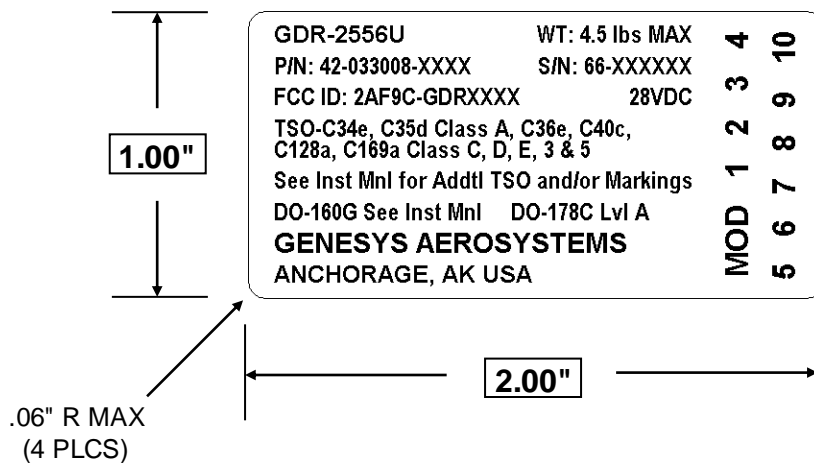 GDR-2556U WT: 4.5 lbs MAX
P/N: 42-033008-XXXX S/N: 66-XXXXXX
FCC ID: 2AF9C-GDRXXXX 28VDC
TSO-C34e, C35d Class A, C36e, C40c,
C128a, C169a Class C, D, E, 3 & 5
See Inst Mnl for Addtl TSO and/or Markings
DO-160G See Inst Mnl DO-178C Lvl A
GENESYS AEROSYSTEMS
ANCHORAGE, AK USA
MOD 1 2 3 4
5 6 7 8 9 10
1.00"
2.00"
.06" R MAX
(4 PLCS)